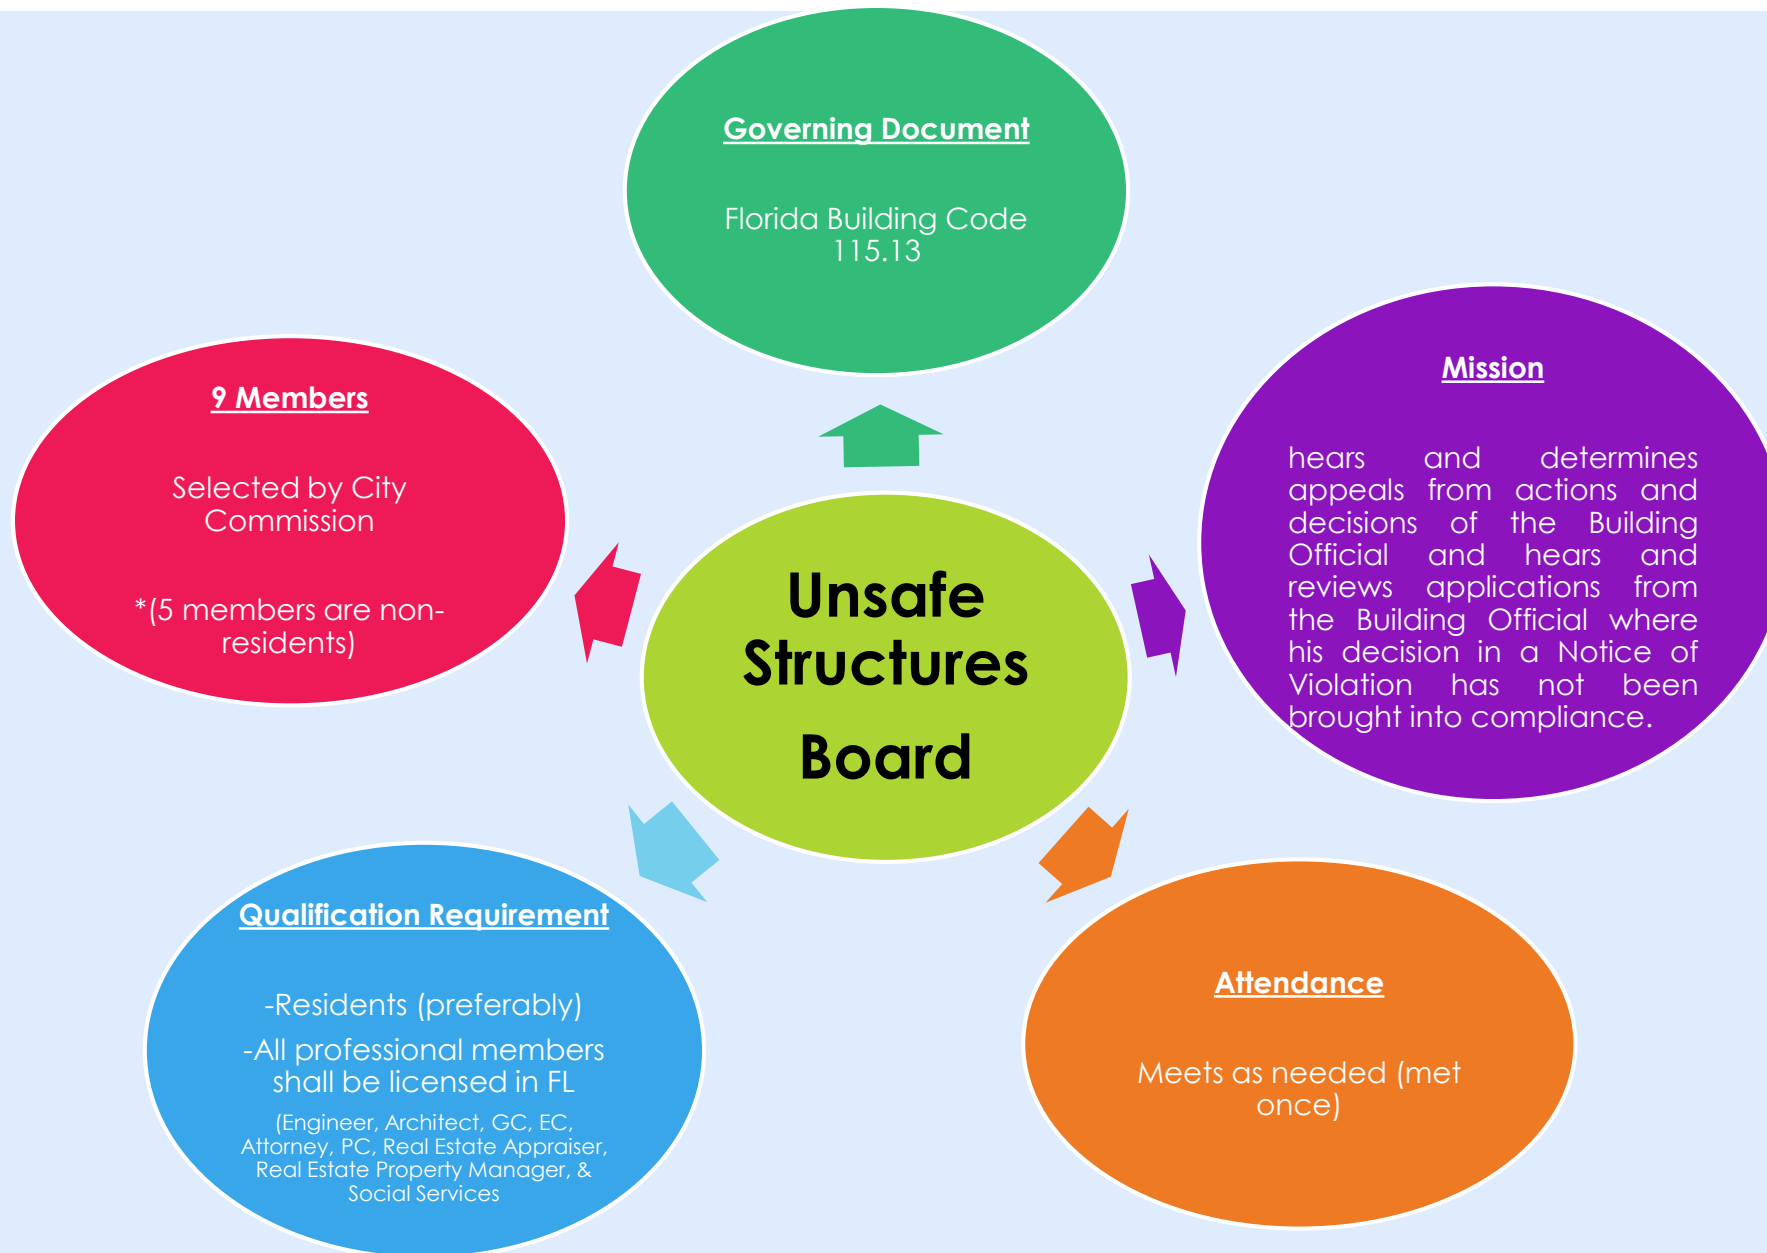 Governing Document
Florida Building Code
115.13
Mission
hears and determines
appeals from actions and
decisions of the Building
Official and hears and
reviews applications from
the Building Official where
his decision in a Notice of
Violation has not been
brought into compliance.
9 Members
Selected by City
Commission
*(5 members are non-
residents)
Unsafe
Structures
Board
Qualification Requirement
-Residents (preferably)
-All professional members
shall be licensed in FL
(Engineer, Architect, GC, EC,
Attorney, PC, Real Estate Appraiser,
Real Estate Property Manager, &
Social Services
Attendance
Meets as needed (met
once)